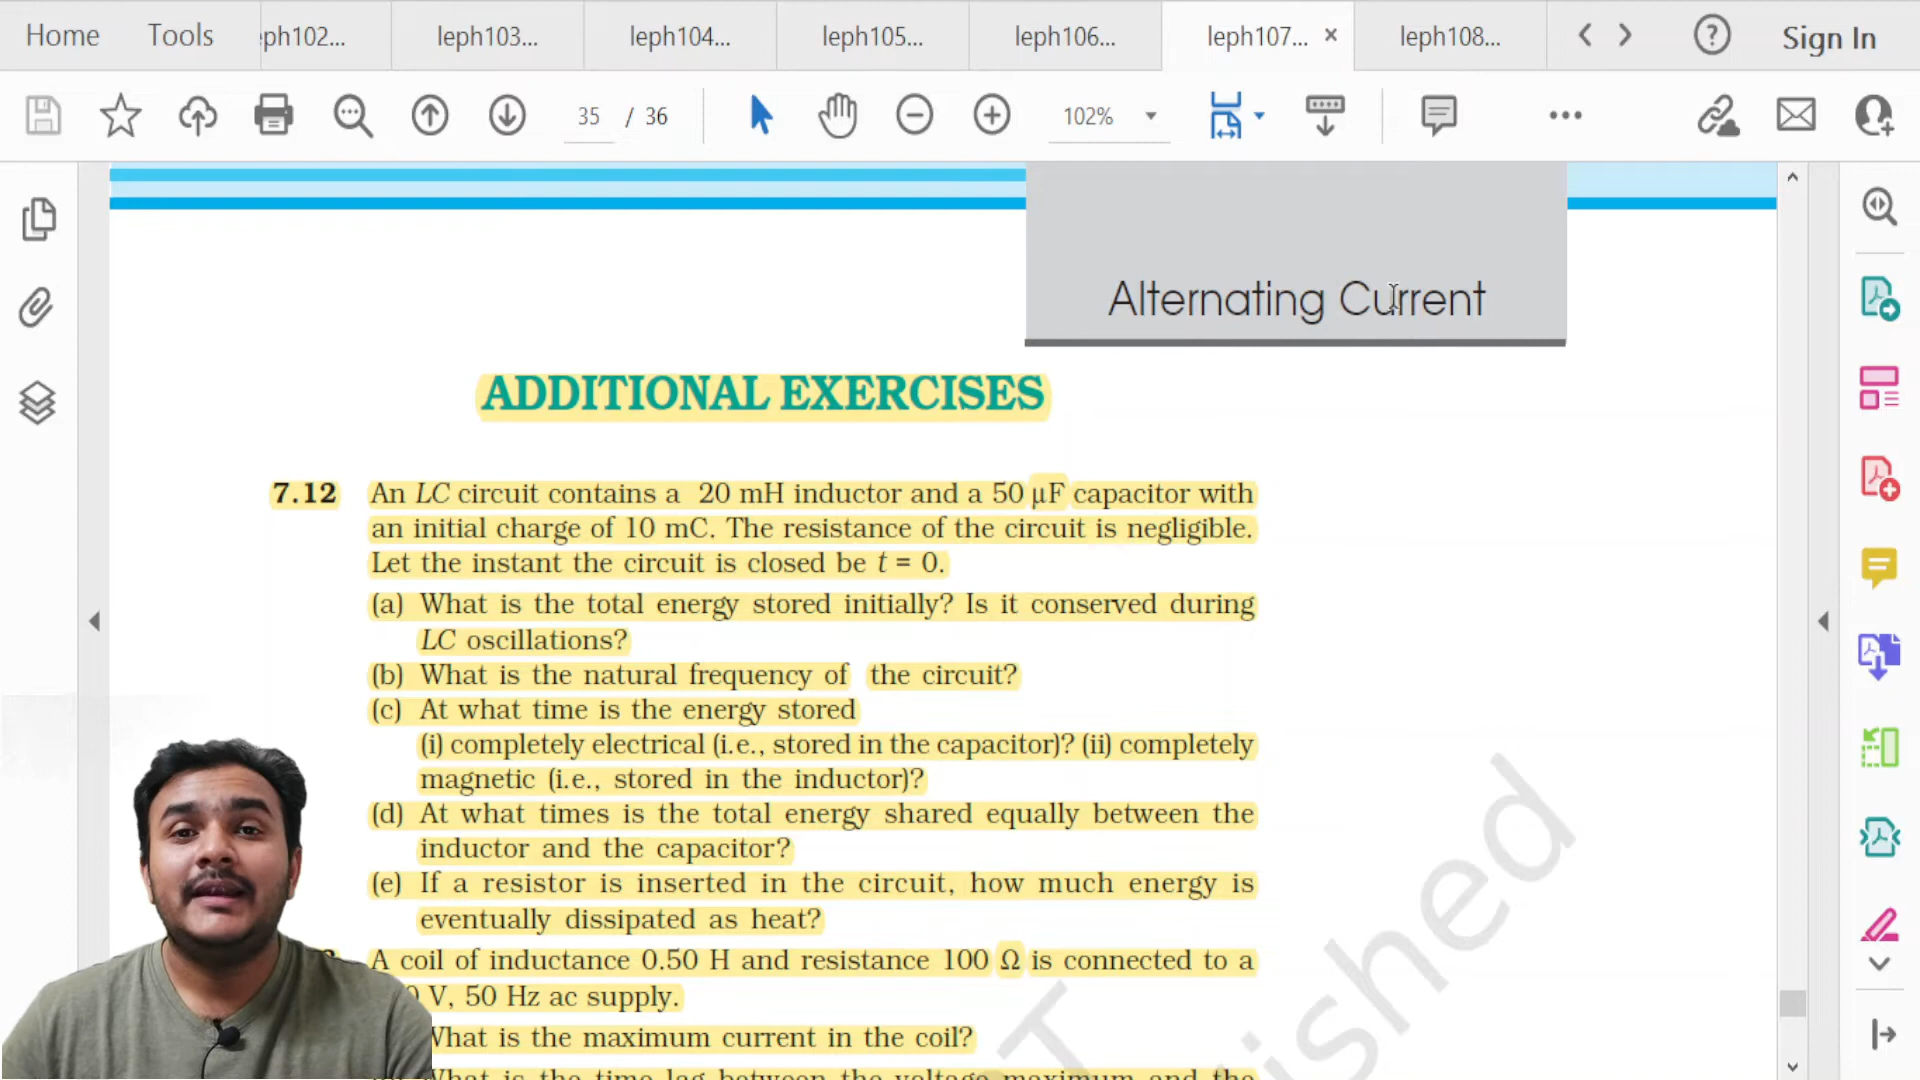 Home Tools ph102... leph103... leph104... leph105... leph106... leph107... × leph108... Sign In
35 / 36 102%
Alternating Current
ADDITIONAL EXERCISES
7.12 An LC circuit contains a 20 mH inductor and a 50 μF capacitor with
an initial charge of 10 mC. The resistance of the circuit is negligible.
Let the instant the circuit is closed be t = 0.
(a) What is the total energy stored initially? Is it conserved during
LC oscillations?
(b) What is the natural frequency of the circuit?
(c) At what time is the energy stored
(i) completely electrical (i.e., stored in the capacitor)? (ii) completely
magnetic (i.e., stored in the inductor)?
(d) At what times is the total energy shared equally between the
inductor and the capacitor?
(e) If a resistor is inserted in the circuit, how much energy is
eventually dissipated as heat?
A coil of inductance 0.50 H and resistance 100 Ω is connected to a
V, 50 Hz ac supply.
What is the maximum current in the coil?
What is the time lag between the voltage maximum and the